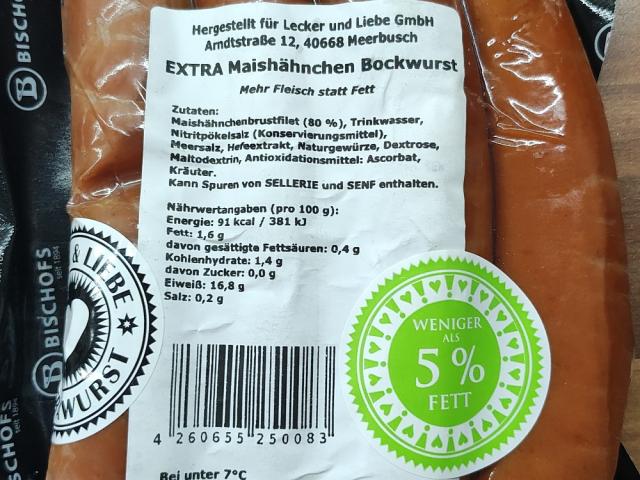 Hergestellt für Lecker und Liebe GmbH
Arndtstraße 12, 40668 Meerbusch
EXTRA Maishähnchen Bockwurst
Mehr Fleisch statt Fett
Zutaten:
Maishähnchenbrustfilet (80 %), Trinkwasser,
Nitritpökelsalz (Konservierungsmittel),
Meersalz, Hefeextrakt, Naturgewürze, Dextrose,
Maltodextrin, Antioxidationsmittel: Ascorbat,
Kräuter.
Kann Spuren von SELLERIE und SENF enthalten.
Nährwertangaben (pro 100 g):
Energie: 91 kcal / 381 kJ
Fett: 1,6 g
davon gesättigte Fettsäuren: 0,4 g
Kohlenhydrate: 1,4 g
davon Zucker: 0,0 g
Eiweiß: 16,8 g
Salz: 0,2 g
4 260655 250083
Bei unter 7°C
WENIGER
ALS
5 %
FETT
& LIEBE
WURST
B BISCHOFS
seit 1894
B BISCH
SCHOFS
seit 1894